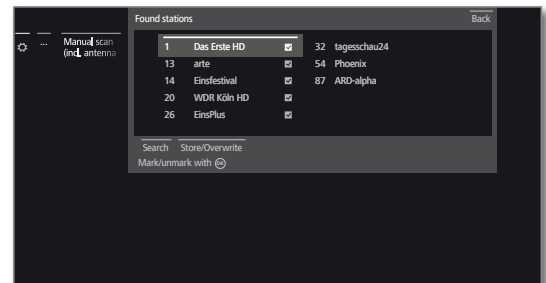 Found stations
Back
... Manual scan
(incl. antenna
1 Das Erste HD
32 tagesschau24
13 arte
54 Phoenix
14 Einsfestival
87 ARD-alpha
20 WDR Köln HD
26 EinsPlus
Search Store/Overwrite
Mark/unmark with OK